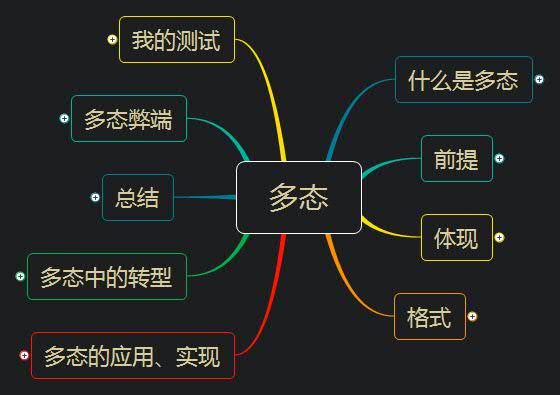 多态
什么是多态
前提
体现
格式
多态的应用、实现
多态中的转型
总结
多态弊端
我的测试